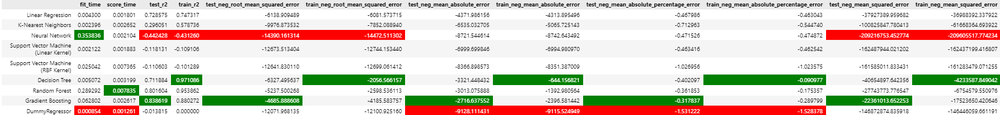 fit_time score_time test_r2 train_r2 test_neg_root_mean_squared_error train_neg_root_mean_squared_error test_neg_mean_absolute_error train_neg_mean_absolute_error test_neg_mean_absolute_percentage_error train_neg_mean_absolute_percentage_error test_neg_mean_squared_error train_neg_mean_squared_error
Linear Regression 0.004300 0.001801 0.728575 0.747317 -6138.909489 -6081.573715 -4371.986156 -4313.895496 -0.467986 -0.463043 -37927389.959682 -36988392.337922
K-Nearest Neighbors 0.002396 0.002652 0.296051 0.578736 -9976.873532 -7852.088940 -6535.032705 -5065.725143 -0.712963 -0.544740 -100825847.780413 -61668364.693922
Neural Network 0.353836 0.002104 -0.442428 -0.431260 -14390.161314 -14472.511302 -8721.544614 -8742.643492 -0.471526 -0.474872 -209216753.452774 -209605517.774234
Support Vector Machine
(Linear Kernel) 0.002122 0.001883 -0.118131 -0.109106 -12673.513404 -12744.153440 -6999.699846 -6994.980970 -0.463416 -0.462542 -162487944.021202 -162437199.416807
Support Vector Machine
(RBF Kernel) 0.025042 0.007365 -0.110603 -0.101289 -12641.830110 -12699.061412 -8366.898573 -8351.387009 -1.026956 -1.023575 -161585011.833431 -161283479.071255
Decision Tree 0.005072 0.003199 0.711884 0.971086 -6327.495637 -2056.566157 -3321.448432 -644.156821 -0.402097 -0.090977 -40654897.642356 -4233587.849042
Random Forest 0.289292 0.007835 0.801604 0.953862 -5237.500268 -2598.536113 -3013.075888 -1392.980564 -0.361853 -0.175357 -27743773.776547 -6754579.550976
Gradient Boosting 0.062802 0.002617 0.838619 0.880272 -4685.888608 -4185.583757 -2716.637552 -2396.581442 -0.317837 -0.289799 -22361013.652253 -17523650.420646
DummyRegressor 0.000854 0.001261 -0.013815 0.000000 -12071.968135 -12100.925160 -9128.111431 -9115.524949 -1.531222 -1.528378 -146872874.835918 -146446059.661191